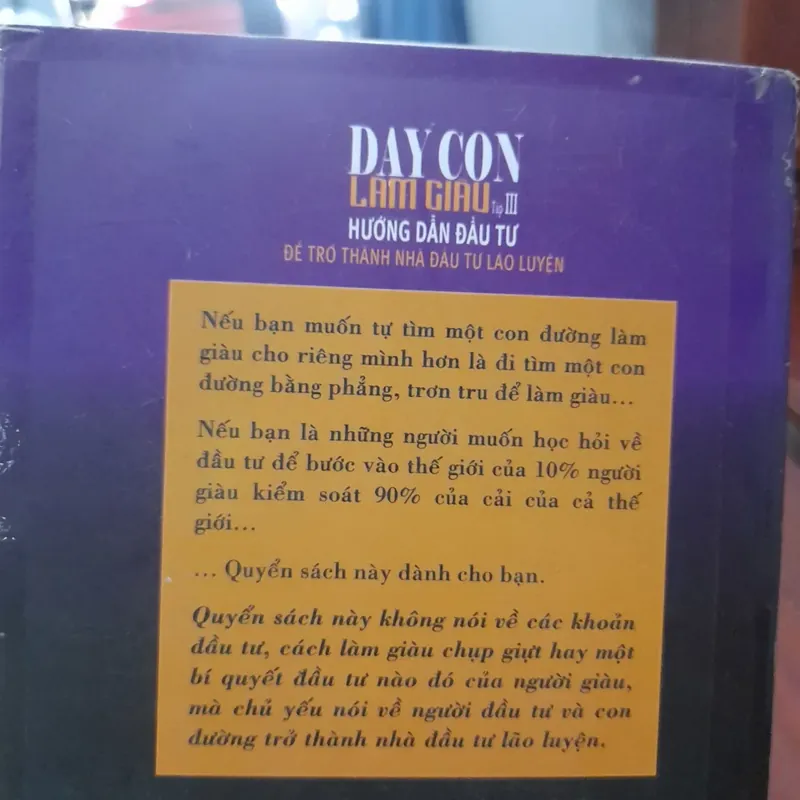 DẠY CON
LÀM GIÀU Tập III
HƯỚNG DẪN ĐẦU TƯ
ĐỂ TRỞ THÀNH NHÀ ĐẦU TƯ LÃO LUYỆN
Nếu bạn muốn tự tìm một con đường làm
giàu cho riêng mình hơn là đi tìm một con
đường bằng phẳng, trơn tru để làm giàu...
Nếu bạn là những người muốn học hỏi về
đầu tư để bước vào thế giới của 10% người
giàu kiểm soát 90% của cải của cả thế
giới...
... Quyển sách này dành cho bạn.
Quyển sách này không nói về các khoản
đầu tư, cách làm giàu chụp giựt hay một
bí quyết đầu tư nào đó của người giàu,
mà chủ yếu nói về người đầu tư và con
đường trở thành nhà đầu tư lão luyện.